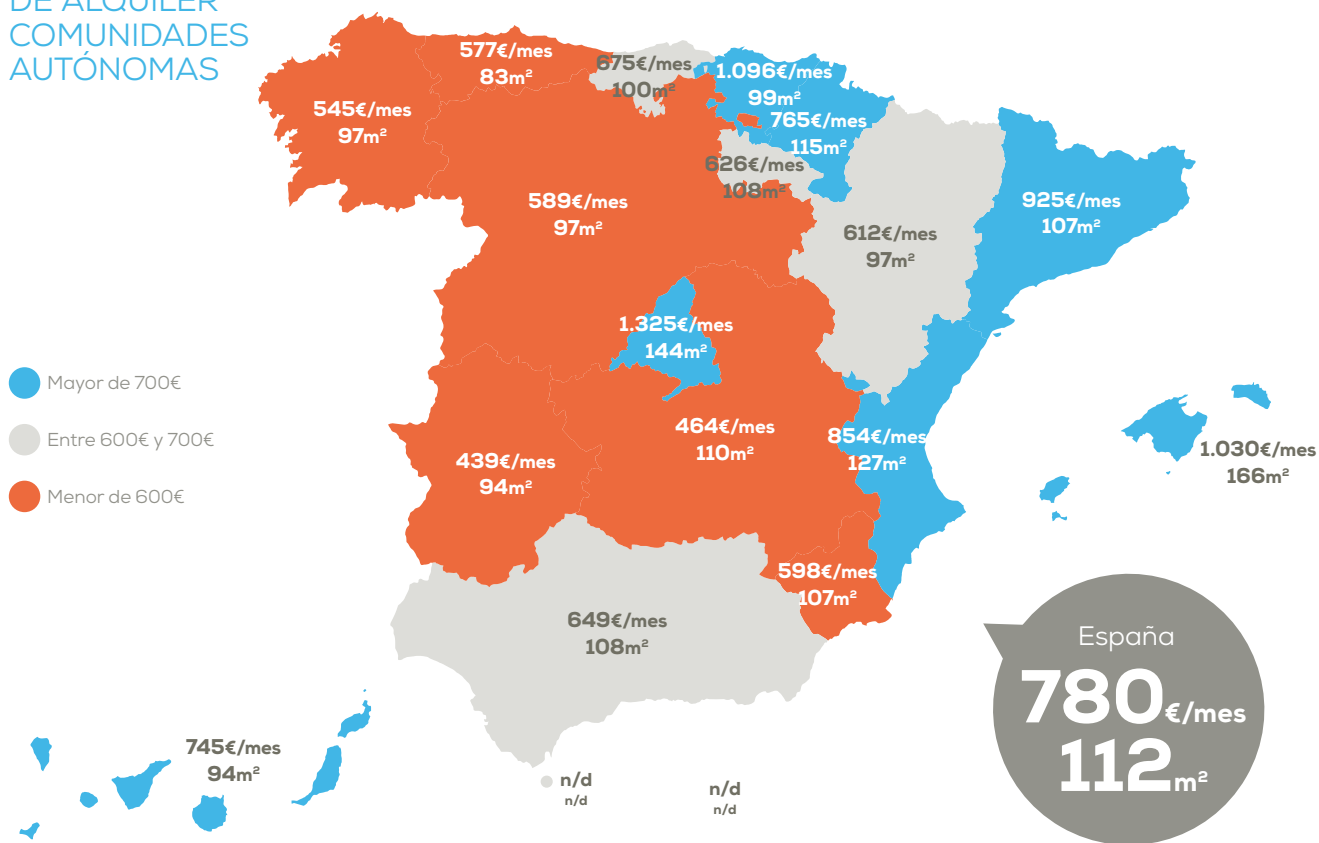 DE ALQUILER
COMUNIDADES
AUTÓNOMAS
577€/mes
83m²
675€/mes
100m²
1.096€/mes
99m²
545€/mes
97m²
765€/mes
115m²
626€/mes
108m²
589€/mes
97m²
925€/mes
107m²
612€/mes
97m²
1.325€/mes
144m²
Mayor de 700€
Entre 600€ y 700€
Menor de 600€
464€/mes
110m²
854€/mes
127m²
439€/mes
94m²
1.030€/mes
166m²
598€/mes
107m²
649€/mes
108m²
España
780€/mes
112m²
745€/mes
94m²
n/d
n/d
n/d
n/d